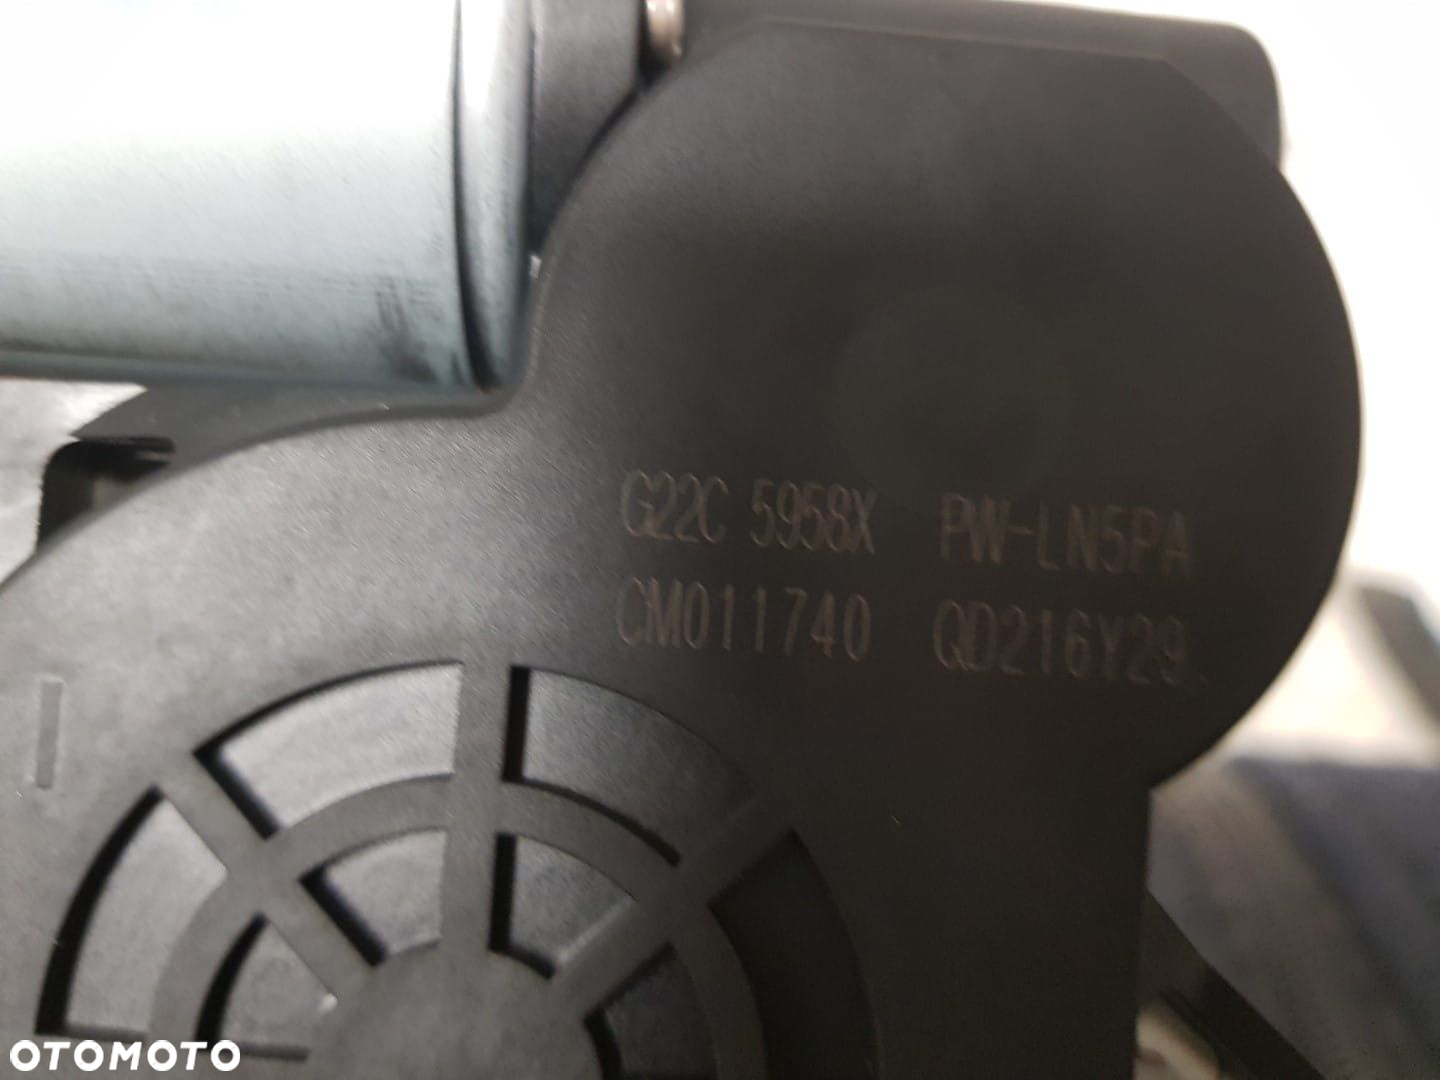 G22C 5958X PW-LN5PA
CM011740 QD216Y29
OTOMOTO